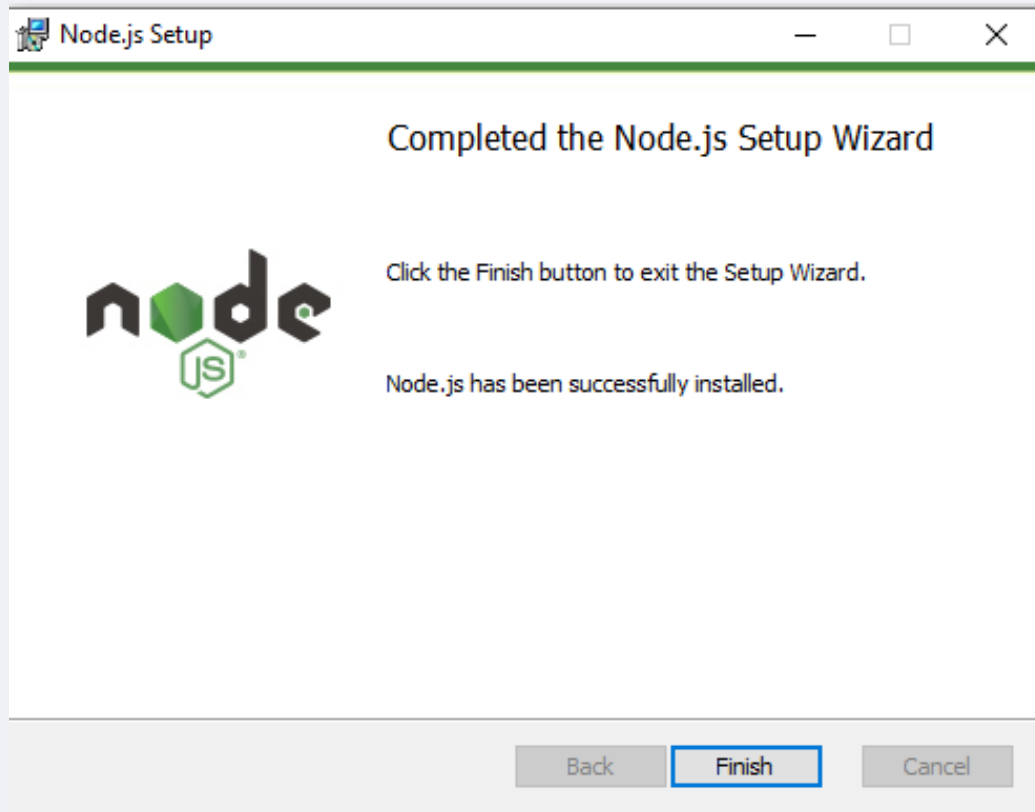 Node.js Setup
Completed the Node.js Setup Wizard
Click the Finish button to exit the Setup Wizard.
node
JS®
Node.js has been successfully installed.
Back Finish Cancel